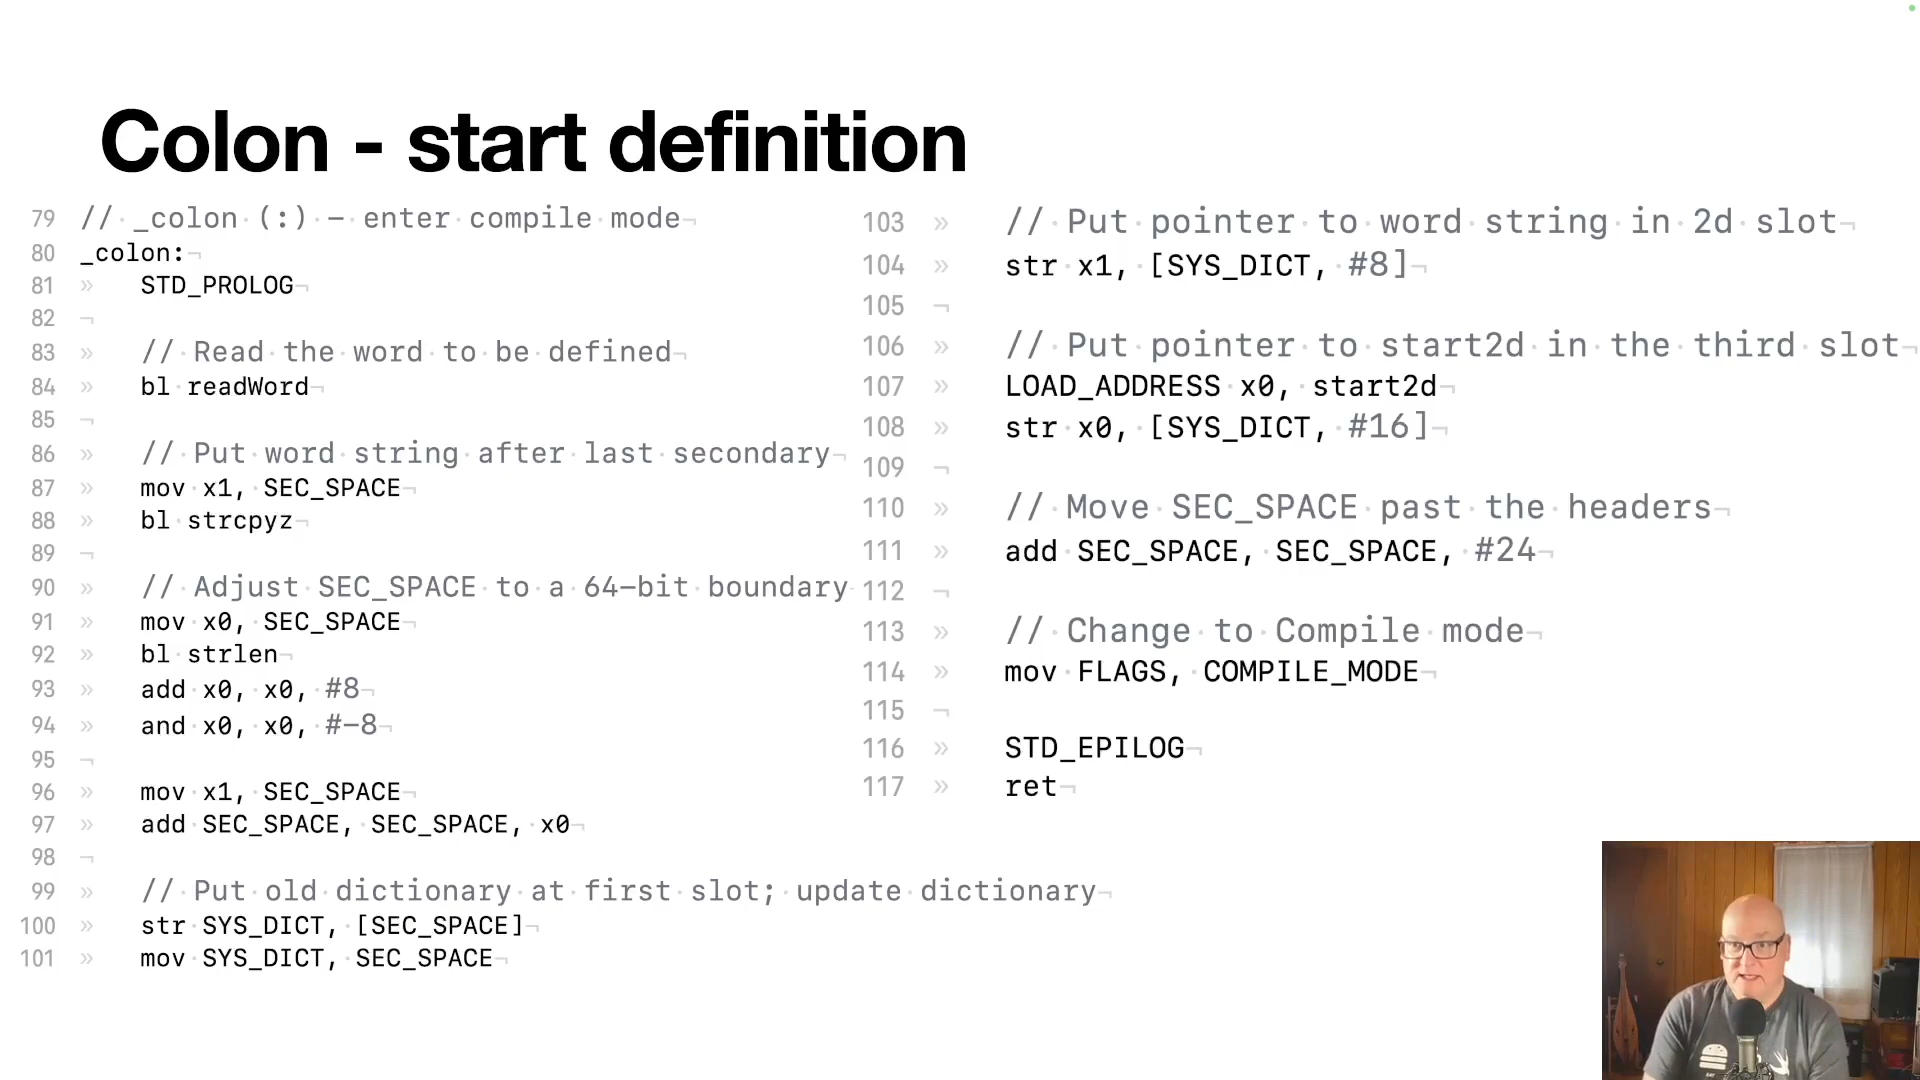 Colon - start definition
79 // _colon (:) – enter compile mode¬
80 _colon:¬
81 » STD_PROLOG¬
82 ¬
83 » // Read the word to be defined¬
84 » bl readWord¬
85 ¬
86 » // Put word string after last secondary¬
87 » mov x1, SEC_SPACE¬
88 » bl strcpyz¬
89 ¬
90 » // Adjust SEC_SPACE to a 64–bit boundary
91 » mov x0, SEC_SPACE¬
92 » bl strlen¬
93 » add x0, x0, #8¬
94 » and x0, x0, #–8¬
95 ¬
96 » mov x1, SEC_SPACE¬
97 » add SEC_SPACE, SEC_SPACE, x0¬
98 ¬
99 » // Put old dictionary at first slot; update dictionary¬
100 » str SYS_DICT, [SEC_SPACE]¬
101 » mov SYS_DICT, SEC_SPACE¬
103 » // Put pointer to word string in 2d slot¬
104 » str x1, [SYS_DICT, #8]¬
105 ¬
106 » // Put pointer to start2d in the third slot¬
107 » LOAD_ADDRESS x0, start2d¬
108 » str x0, [SYS_DICT, #16]¬
109 ¬
110 » // Move SEC_SPACE past the headers¬
111 » add SEC_SPACE, SEC_SPACE, #24¬
112 ¬
113 » // Change to Compile mode¬
114 » mov FLAGS, COMPILE_MODE¬
115 ¬
116 » STD_EPILOG¬
117 » ret¬